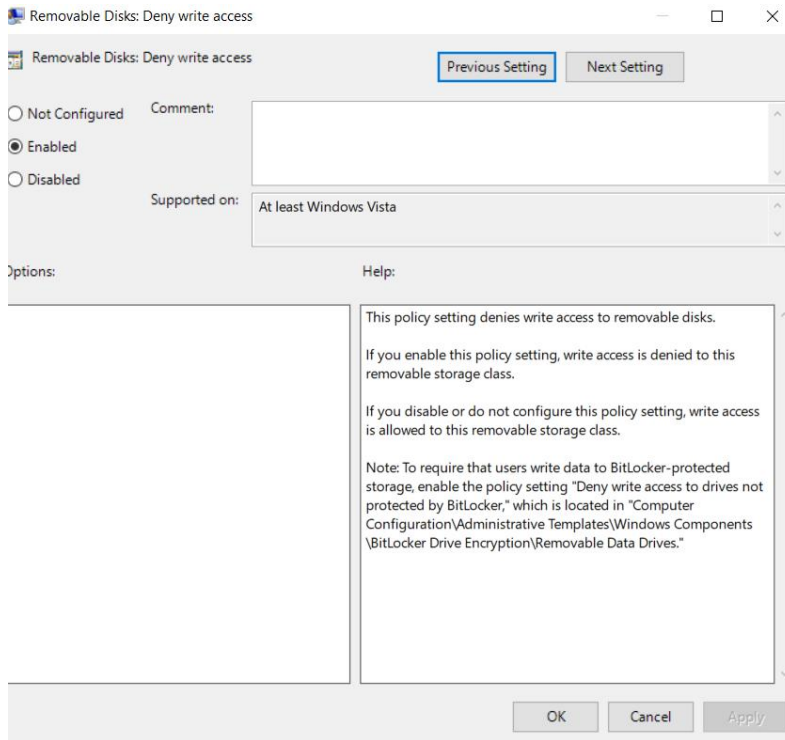 Removable Disks: Deny write access
Removable Disks: Deny write access
Previous Setting
Next Setting
Not Configured
Comment:
Enabled
Disabled
Supported on:
At least Windows Vista
Options:
Help:
This policy setting denies write access to removable disks.
If you enable this policy setting, write access is denied to this
removable storage class.
If you disable or do not configure this policy setting, write access
is allowed to this removable storage class.
Note: To require that users write data to BitLocker-protected
storage, enable the policy setting "Deny write access to drives not
protected by BitLocker," which is located in "Computer
Configuration\Administrative Templates\Windows Components
\BitLocker Drive Encryption\Removable Data Drives."
OK
Cancel
Apply